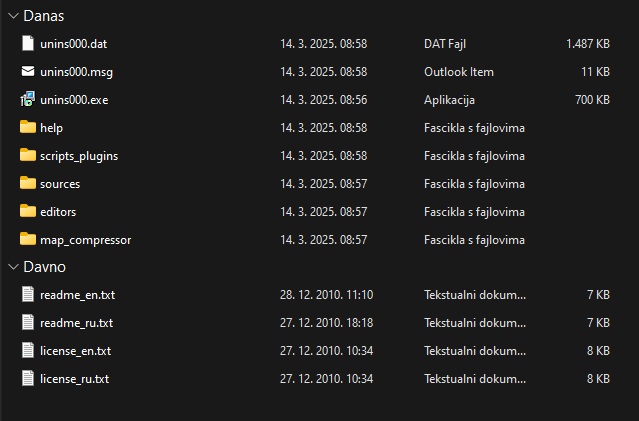 Danas
unins000.dat 14. 3. 2025. 08:58 DAT Fajl 1.487 KB
unins000.msg 14. 3. 2025. 08:58 Outlook Item 11 KB
unins000.exe 14. 3. 2025. 08:56 Aplikacija 700 KB
help 14. 3. 2025. 08:58 Fascikla s fajlovima
scripts_plugins 14. 3. 2025. 08:58 Fascikla s fajlovima
sources 14. 3. 2025. 08:57 Fascikla s fajlovima
editors 14. 3. 2025. 08:57 Fascikla s fajlovima
map_compressor 14. 3. 2025. 08:57 Fascikla s fajlovima
Davno
readme_en.txt 28. 12. 2010. 11:10 Tekstualni dokum... 7 KB
readme_ru.txt 27. 12. 2010. 18:18 Tekstualni dokum... 7 KB
license_en.txt 27. 12. 2010. 10:34 Tekstualni dokum... 8 KB
license_ru.txt 27. 12. 2010. 10:34 Tekstualni dokum... 8 KB